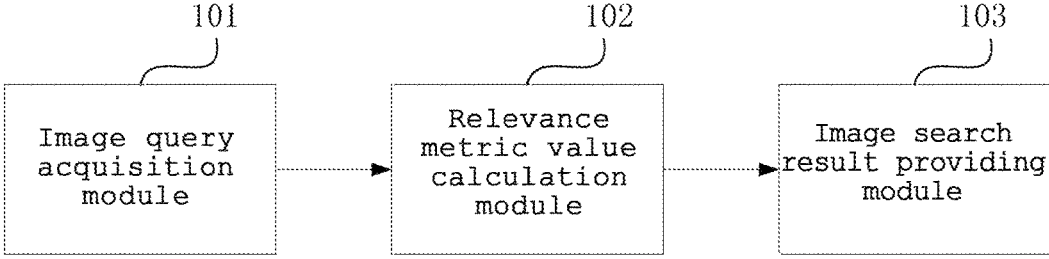 101
102
103
Image query
acquisition
module
Relevance
metric value
calculation
module
Image search
result providing
module